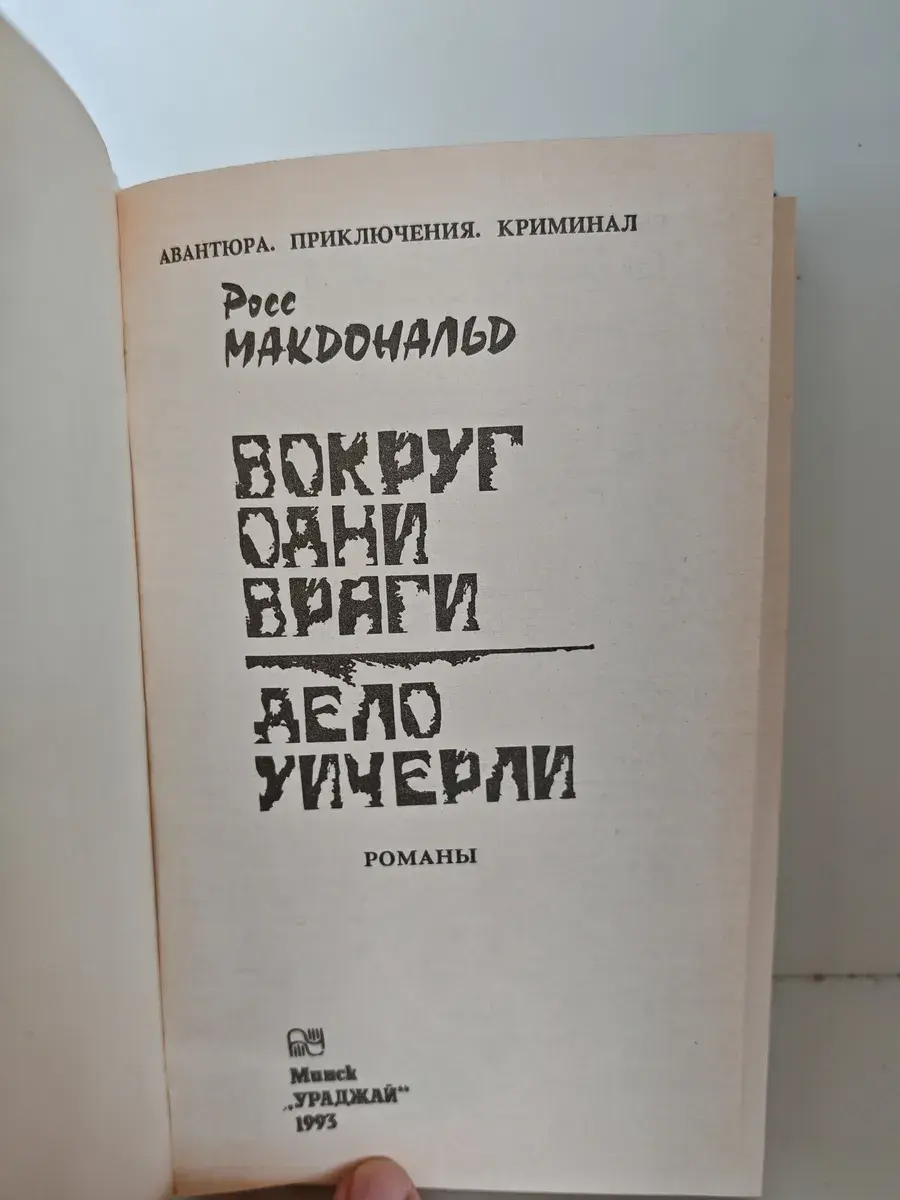 АВАНТЮРА. ПРИКЛЮЧЕНИЯ. КРИМИНАЛ
Росс
МАКДОНАЛЬД
ВОКРУГ
ОДНИ
ВРАГИ
ДЕЛО
УИЧЕРЛИ
РОМАНЫ
Минск
„УРАДЖАЙ“
1993